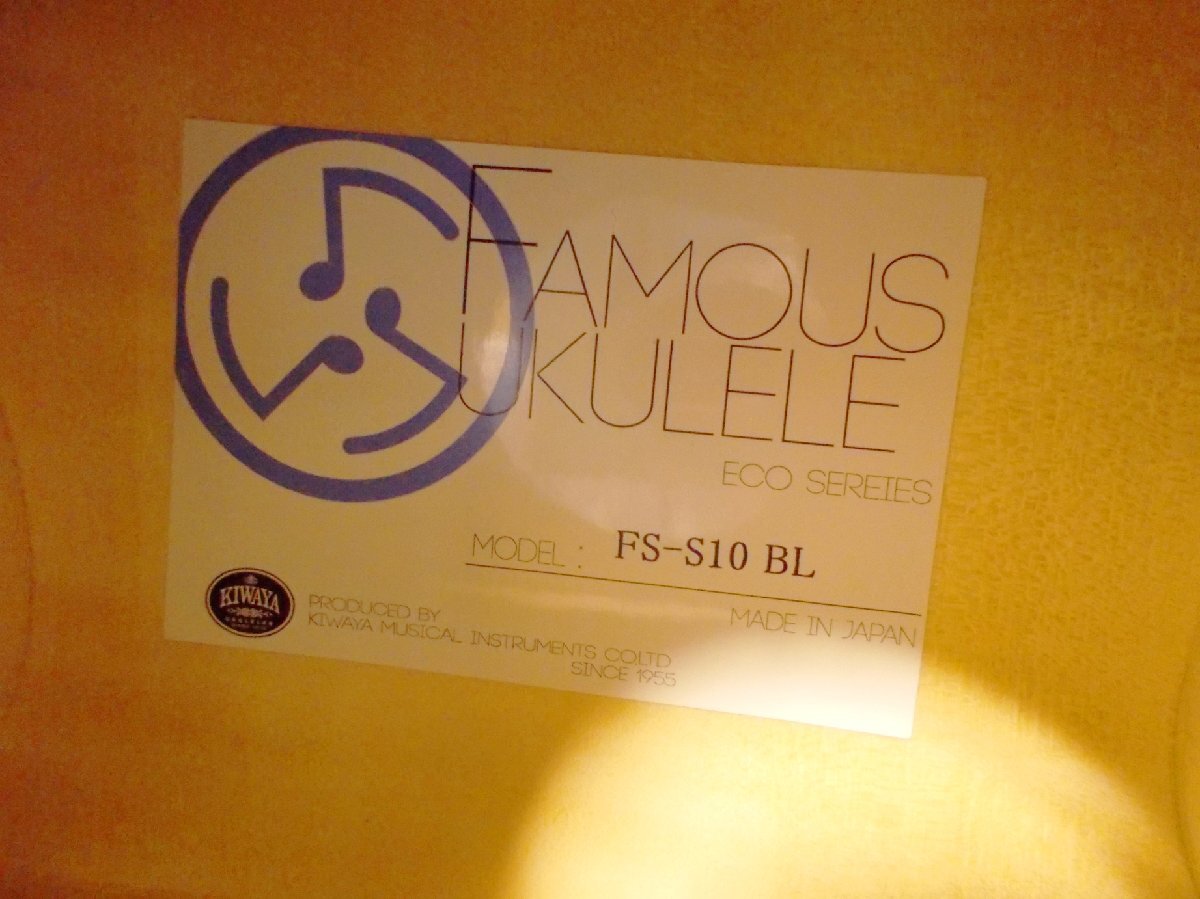 FAMOUS
UKULELE
ECO SEREIES
MODEL : FS-S10 BL
MADE IN JAPAN
KIWAYA
PRODUCED BY
KIWAYA MUSICAL INSTRUMENTS CO.LTD
SINCE 1955